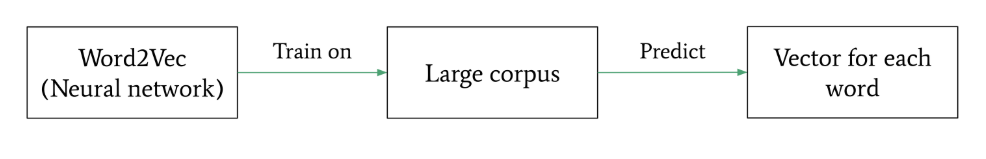 Word2Vec
(Neural network)
Train on
Large corpus
Predict
Vector for each
word